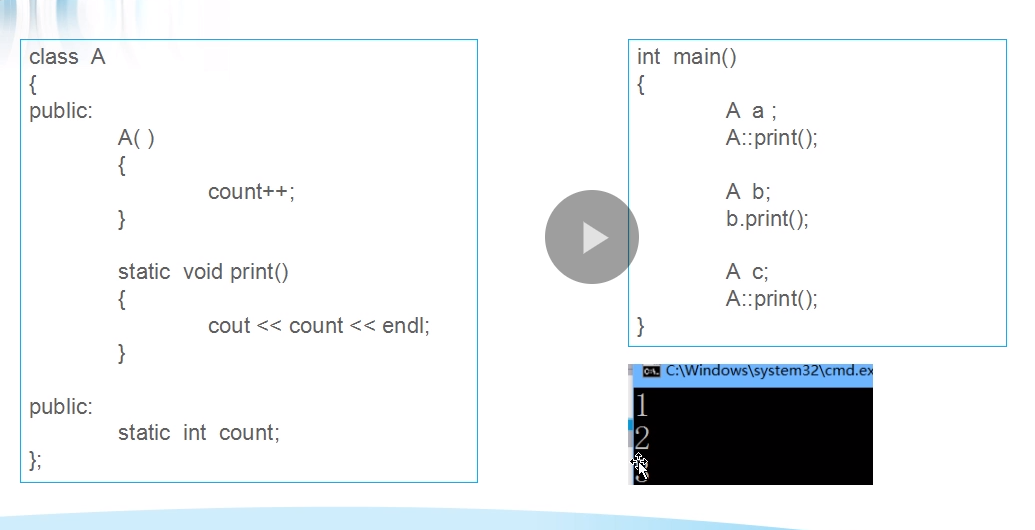 class A
{
public:
A( )
{
count++;
}
static void print()
{
cout << count << endl;
}
public:
static int count;
};
int main()
{
A a ;
A::print();
A b;
b.print();
A c;
A::print();
}
C:\Windows\system32\cmd.ex
1
2
3